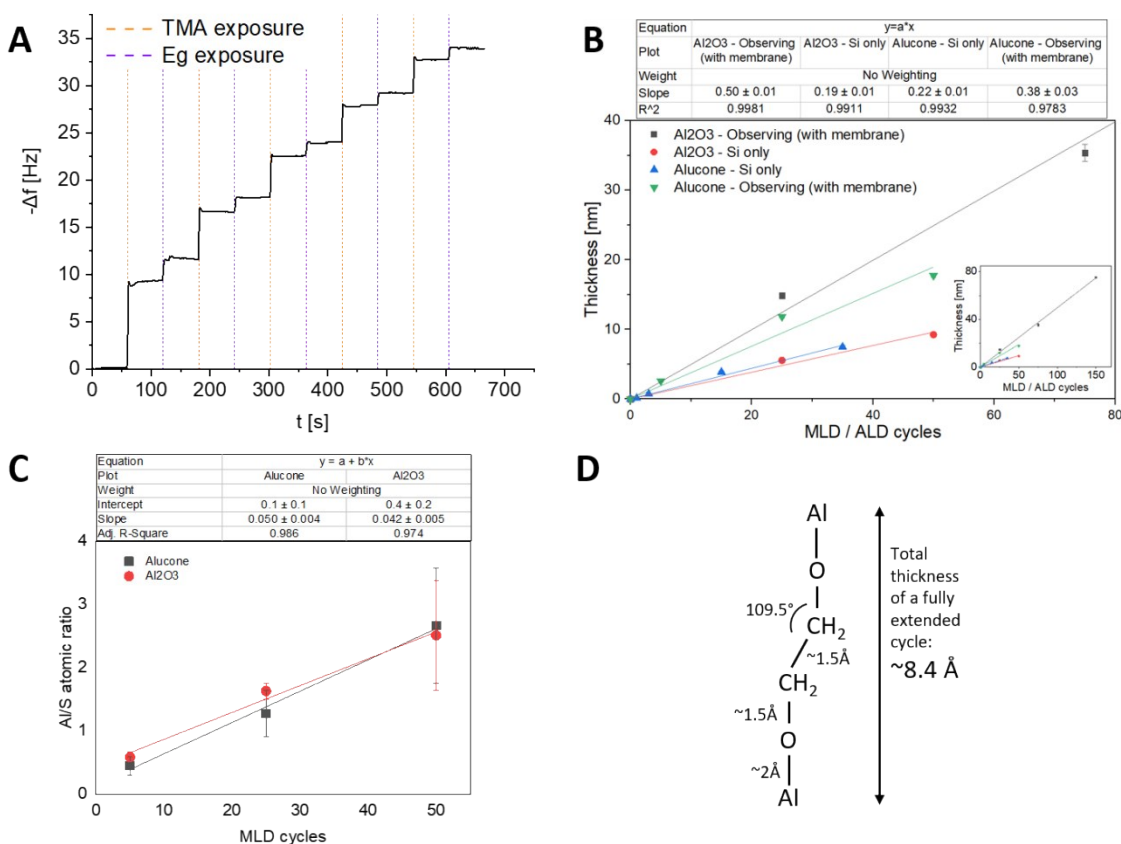 A
TMA exposure
Eg exposure
35
30
25
20
15
10
5
0
-Δf [Hz]
0 100 200 300 400 500 600 700
t [s]
B
Equation y=a*x
Plot Al2O3 - Observing (with membrane) Al2O3 - Si only Alucone - Si only Alucone - Observing (with membrane)
Weight No Weighting
Slope 0.50 ± 0.01 0.19 ± 0.01 0.22 ± 0.01 0.38 ± 0.03
R^2 0.9981 0.9911 0.9932 0.9783
Al2O3 - Observing (with membrane)
Al2O3 - Si only
Alucone - Si only
Alucone - Observing (with membrane)
40
30
20
10
0
Thickness [nm]
0 20 40 60 80
MLD / ALD cycles
80
40
0
Thickness [nm]
0 50 100 150
MLD / ALD cycles
C
Equation y = a + b*x
Plot Alucone Al2O3
Weight No Weighting
Intercept 0.1 ± 0.1 0.4 ± 0.2
Slope 0.050 ± 0.004 0.042 ± 0.005
Adj. R-Square 0.986 0.974
Alucone
Al2O3
4
3
2
1
0
Al/S atomic ratio
0 10 20 30 40 50
MLD cycles
D
Al
O
109.5°
CH2
~1.5Å
CH2
~1.5Å
O
~2Å
Al
Total
thickness
of a fully
extended
cycle:
~8.4 Å